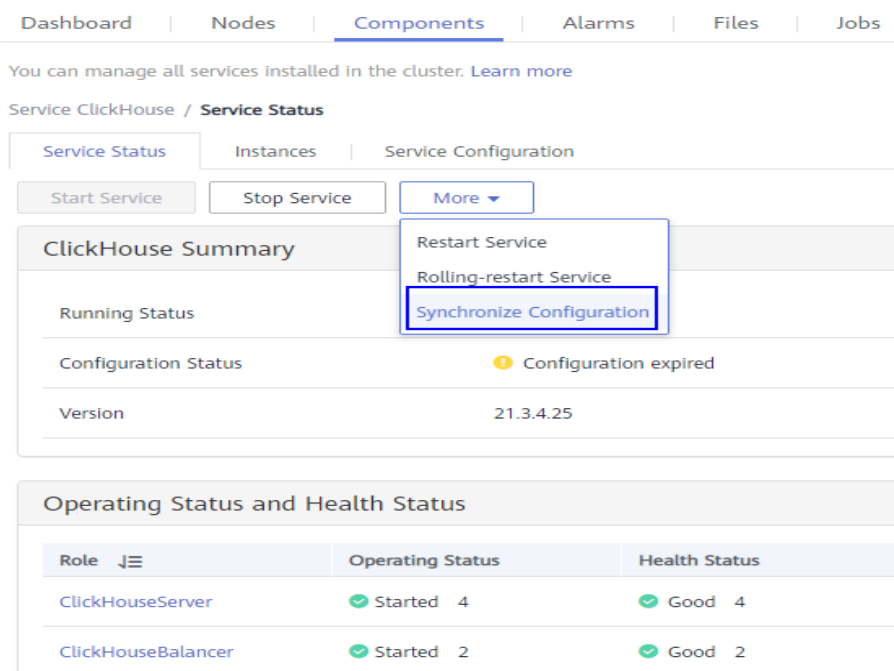 Dashboard Nodes Components Alarms Files Jobs
You can manage all services installed in the cluster. Learn more
Service ClickHouse / Service Status
Service Status Instances Service Configuration
Start Service Stop Service More
Restart Service
ClickHouse Summary
Rolling-restart Service
Synchronize Configuration
Running Status
Configuration Status Configuration expired
Version 21.3.4.25
Operating Status and Health Status
Role Operating Status Health Status
ClickHouseServer Started 4 Good 4
ClickHouseBalancer Started 2 Good 2